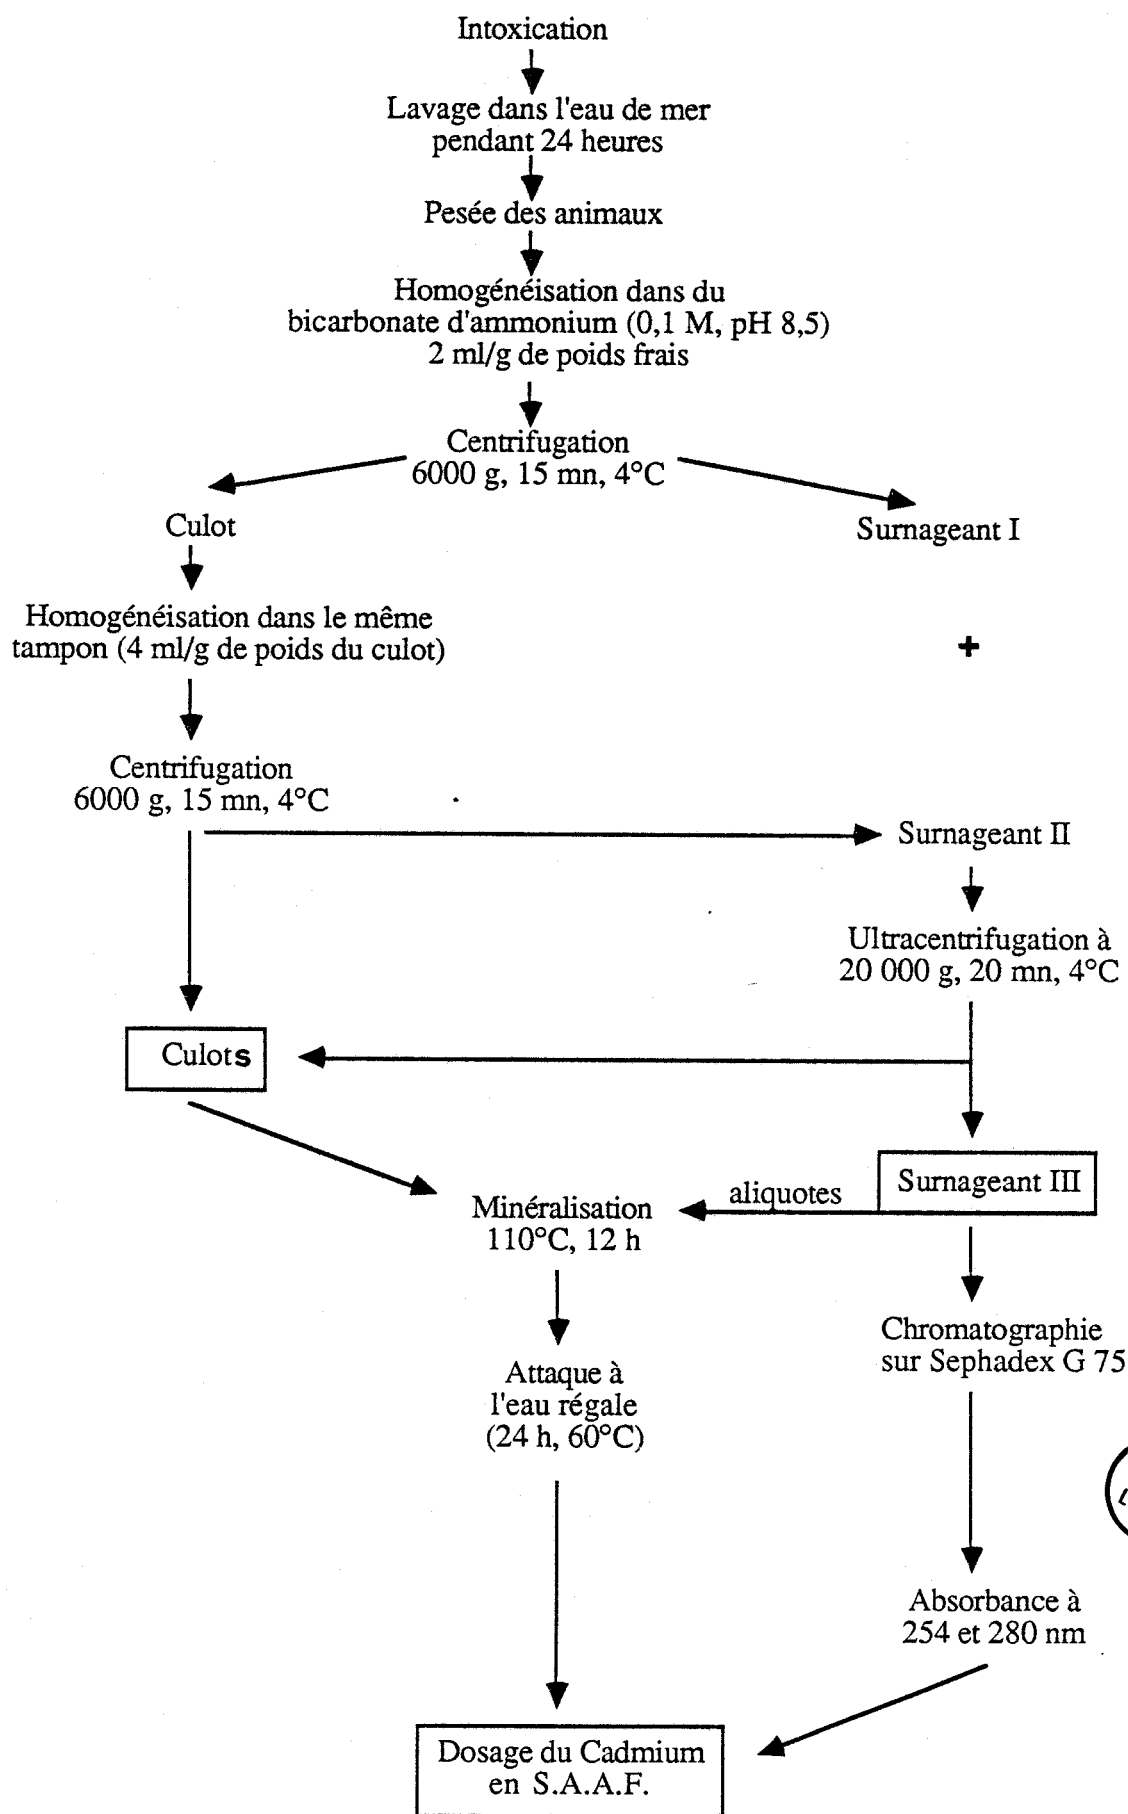 Intoxication
Lavage dans l'eau de mer
pendant 24 heures
Pesée des animaux
Homogénéisation dans du
bicarbonate d'ammonium (0,1 M, pH 8,5)
2 ml/g de poids frais
Centrifugation
6000 g, 15 mn, 4°C
Culot
Surnageant I
Homogénéisation dans le même
tampon (4 ml/g de poids du culot)
+
Centrifugation
6000 g, 15 mn, 4°C
Surnageant II
Ultracentrifugation à
20 000 g, 20 mn, 4°C
Culots
Surnageant III
aliquotes
Minéralisation
110°C, 12 h
Chromatographie
sur Sephadex G 75
Attaque à
l'eau régale
(24 h, 60°C)
Absorbance à
254 et 280 nm
Dosage du Cadmium
en S.A.A.F.